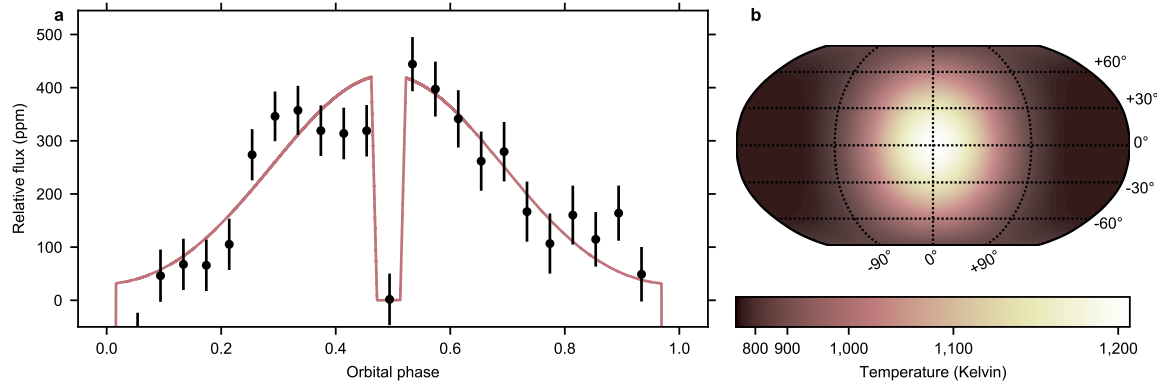 a
500
400
300
200
100
0
Relative flux (ppm)
0.0 0.2 0.4 0.6 0.8 1.0
Orbital phase
b
+60°
+30°
0°
-30°
-60°
-90° 0° +90°
800 900 1,000 1,100 1,200
Temperature (Kelvin)